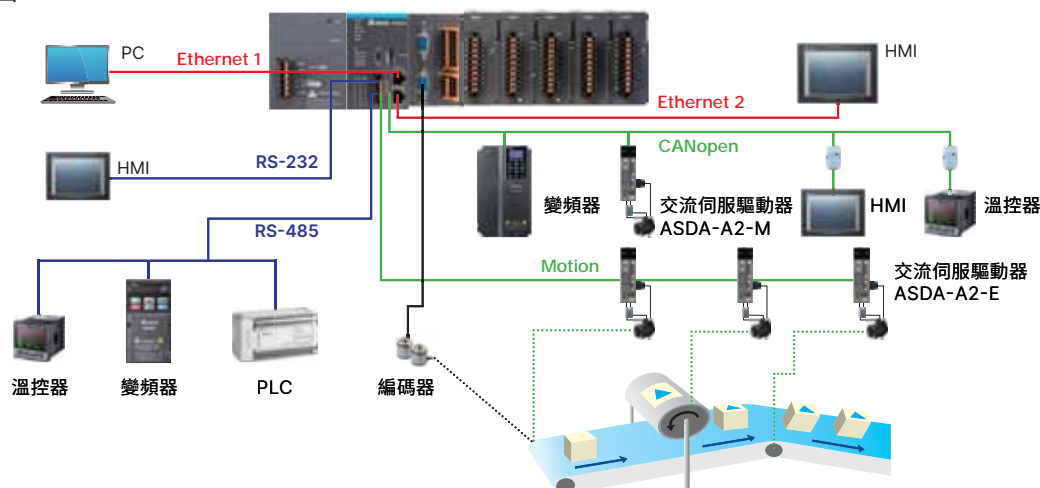 PC
Ethernet 1
HMI
Ethernet 2
CANopen
HMI
RS-232
變頻器
交流伺服驅動器
ASDA-A2-M
HMI
溫控器
RS-485
Motion
交流伺服驅動器
ASDA-A2-E
溫控器
變頻器
PLC
編碼器